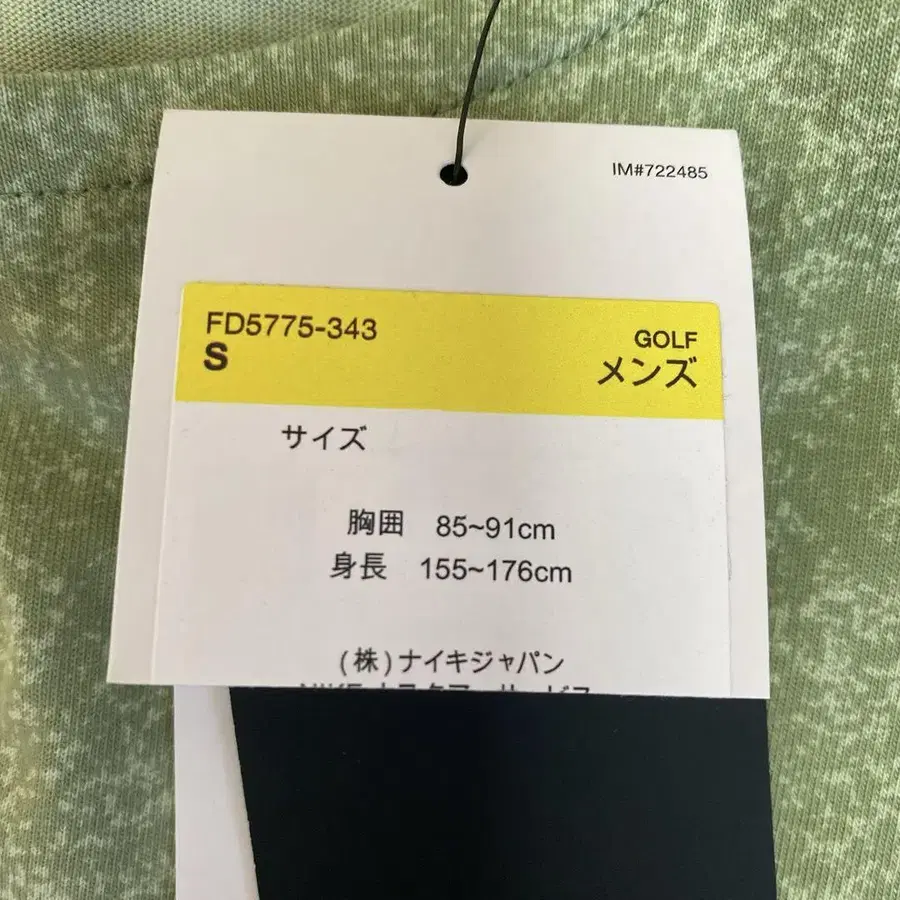 IM#722485
FD5775-343
GOLF
S
メンズ
サイズ
胸囲 85~91cm
身長 155~176cm
(株)ナイキジャパン